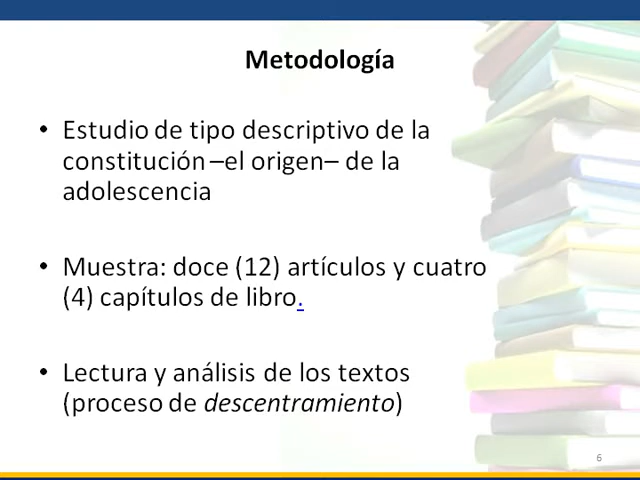 Metodología
• Estudio de tipo descriptivo de la
constitución –el origen– de la
adolescencia
• Muestra: doce (12) artículos y cuatro
(4) capítulos de libro.
• Lectura y análisis de los textos
(proceso de descentramiento)
6